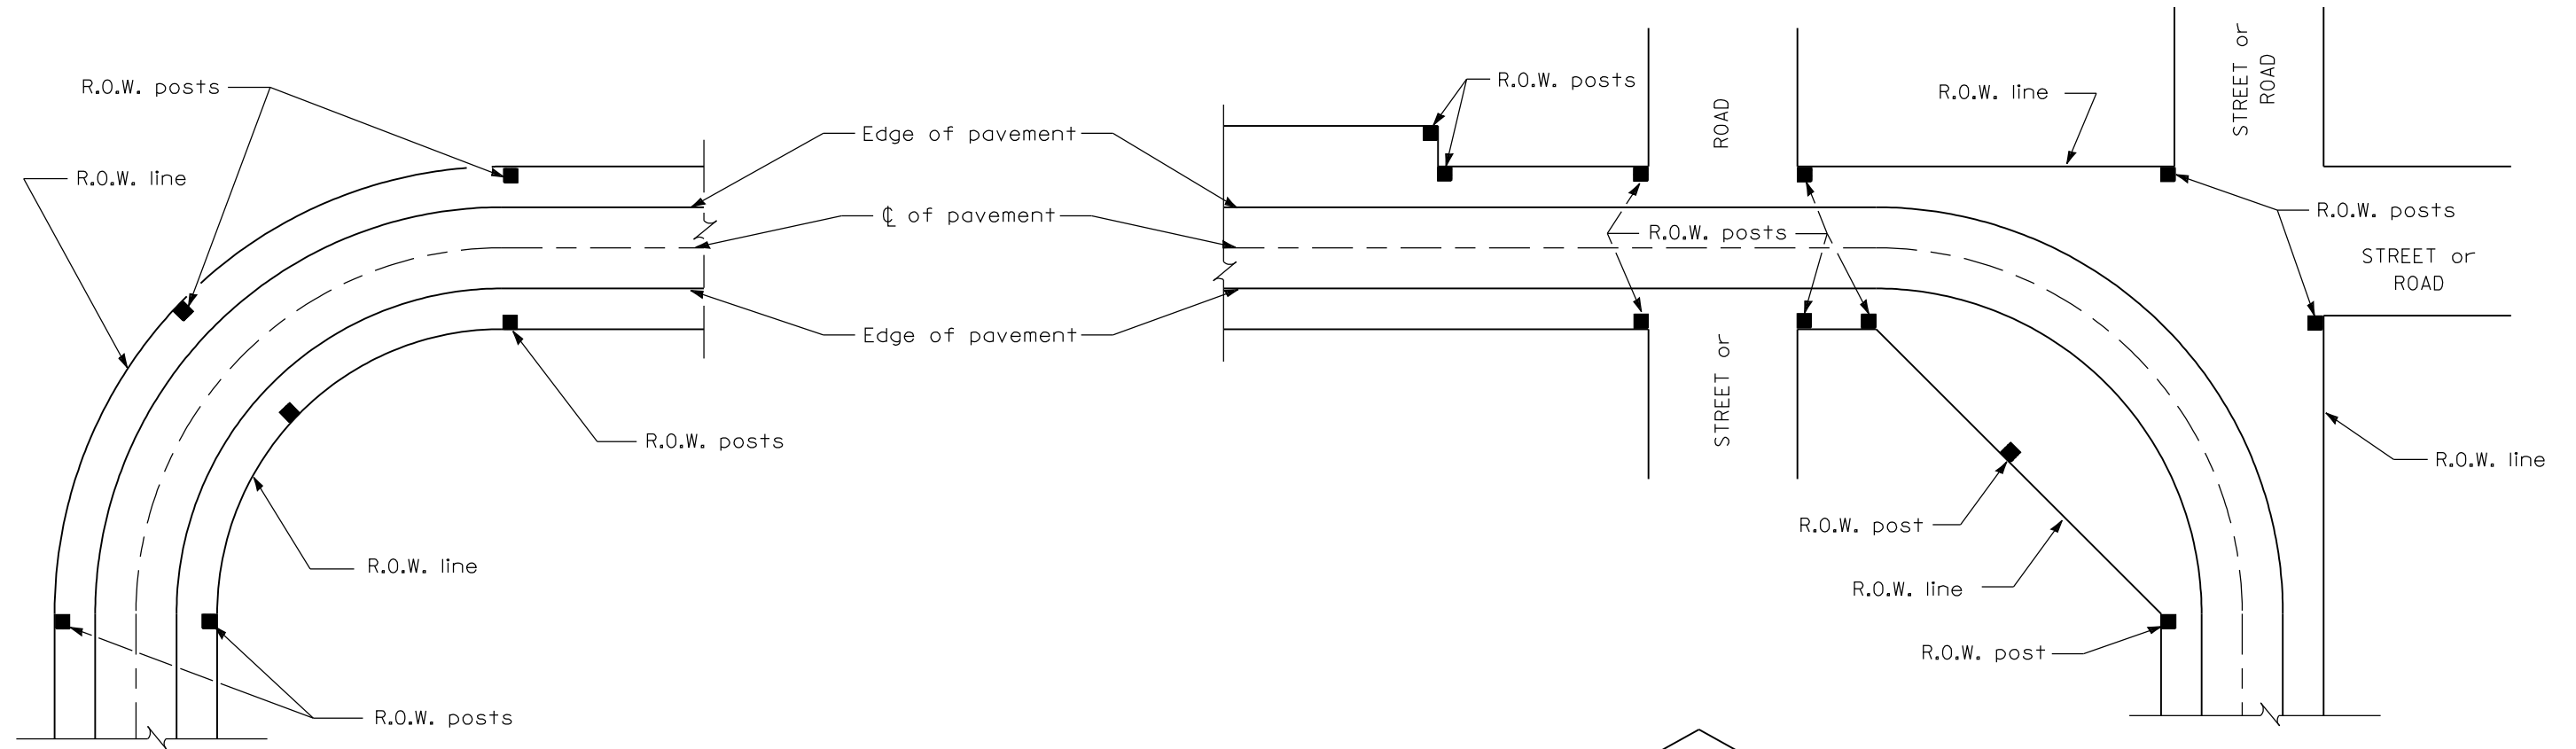 R.O.W. posts
R.O.W. line
Edge of pavement
℄ of pavement
Edge of pavement
R.O.W. posts
R.O.W. line
R.O.W. posts
R.O.W. posts
ROAD
STREET or
R.O.W. posts
R.O.W. line
STREET or
ROAD
R.O.W. posts
STREET or
ROAD
R.O.W. line
R.O.W. post
R.O.W. line
R.O.W. post